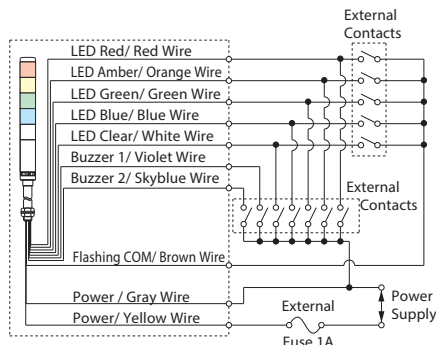 External
Contacts
LED Red/ Red Wire
LED Amber/ Orange Wire
LED Green/ Green Wire
LED Blue/ Blue Wire
LED Clear/ White Wire
Buzzer 1/ Violet Wire
Buzzer 2/ Skyblue Wire
External
Contacts
Flashing COM/ Brown Wire
Power / Gray Wire
Power/ Yellow Wire
External
Fuse 1A
Power
Supply